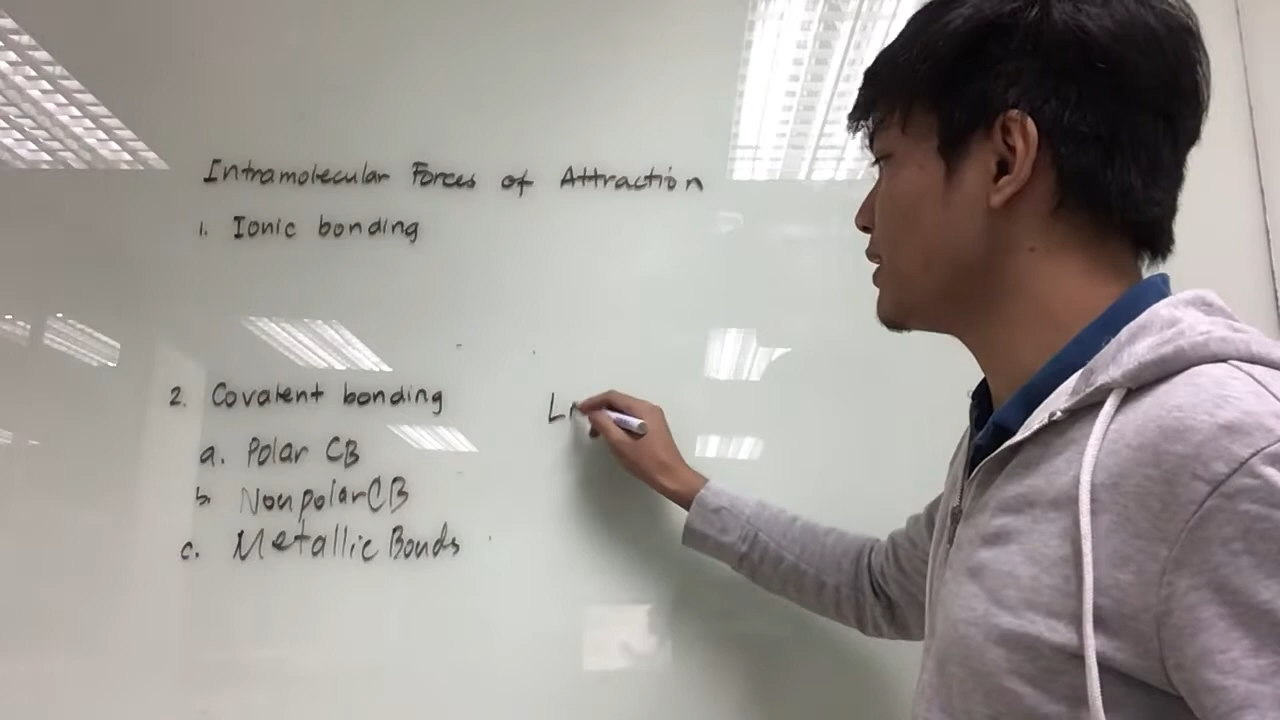 Intramolecular Forces of Attraction
1. Ionic bonding
2. Covalent bonding
a. Polar CB
b. Nonpolar CB
c. Metallic Bonds